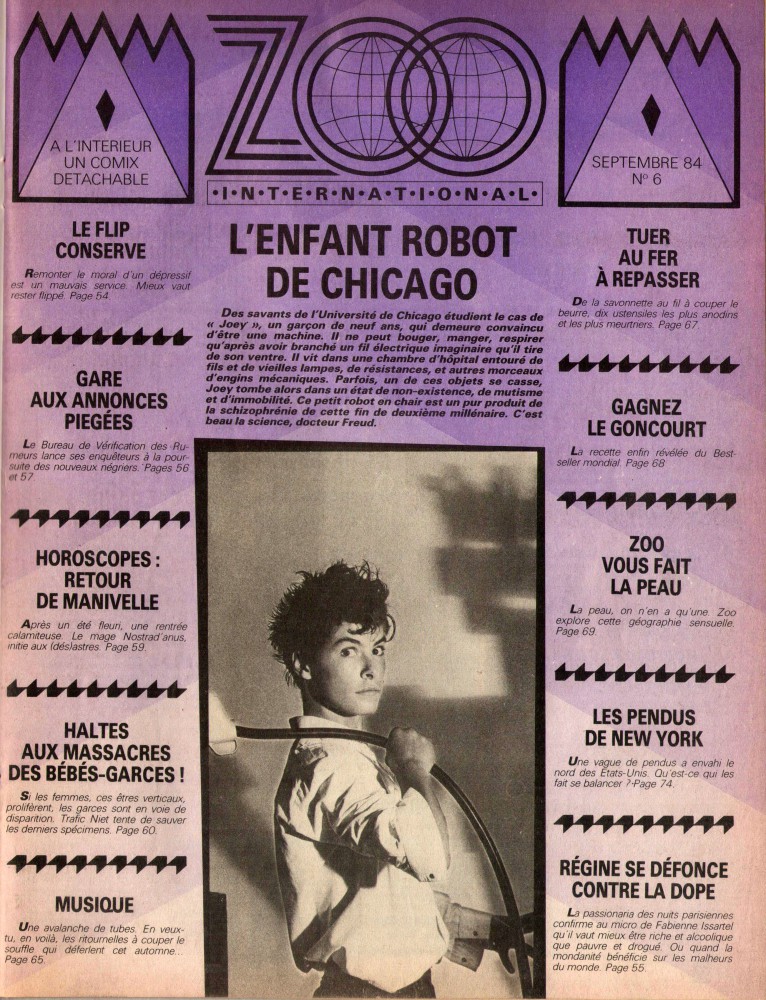 A L'INTERIEUR
UN COMIX
DETACHABLE
ZOO
•I•N•T•E•R•N•A•T•I•O•N•A•L•
SEPTEMBRE 84
N° 6
LE FLIP
CONSERVE
Remonter le moral d'un dépressif
est un mauvais service. Mieux vaut
rester flippé. Page 54.
GARE
AUX ANNONCES
PIEGÉES
Le Bureau de Vérification des Ru-
meurs lance ses enquêteurs à la pour-
suite des nouveaux négriers. Pages 56
et 57.
HOROSCOPES :
RETOUR
DE MANIVELLE
Après un été fleuri, une rentrée
calamiteuse. Le mage Nostrad'anus,
initie aux (dés)astres. Page 59.
HALTES
AUX MASSACRES
DES BÉBÉS-GARCES !
Si les femmes, ces êtres verticaux,
prolifèrent, les garces sont en voie de
disparition. Trafic Niet tente de sauver
les derniers spécimens. Page 60.
MUSIQUE
Une avalanche de tubes. En veux-
tu, en voilà, les ritournelles à couper le
souffle qui déferlent cet automne...
Page 65.
L'ENFANT ROBOT
DE CHICAGO
Des savants de l'Université de Chicago étudient le cas de
« Joey », un garçon de neuf ans, qui demeure convaincu
d'être une machine. Il ne peut bouger, manger, respirer
qu'après avoir branché un fil électrique imaginaire qu'il tire
de son ventre. Il vit dans une chambre d'hôpital entouré de
fils et de vieilles lampes, de résistances, et autres morceaux
d'engins mécaniques. Parfois, un de ces objets se casse,
Joey tombe alors dans un état de non-existence, de mutisme
et d'immobilité. Ce petit robot en chair est un pur produit de
la schizophrénie de cette fin de deuxième millénaire. C'est
beau la science, docteur Freud.
TUER
AU FER
À REPASSER
De la savonnette au fil à couper le
beurre, dix ustensiles les plus anodins
et les plus meurtriers. Page 67.
GAGNEZ
LE GONCOURT
La recette enfin révélée du Best-
seller mondial. Page 68
ZOO
VOUS FAIT
LA PEAU
La peau, on n'en a qu'une. Zoo
explore cette géographie sensuelle.
Page 69.
LES PENDUS
DE NEW YORK
Une vague de pendus a envahi le
nord des Etats-Unis. Qu'est-ce qui les
fait se balancer ? Page 74.
RÉGINE SE DÉFONCE
CONTRE LA DOPE
La passionaria des nuits parisiennes
confirme au micro de Fabienne Issartel
qu'il vaut mieux être riche et alcoolique
que pauvre et drogué. Ou quand la
mondanité bénéficie sur les malheurs
du monde. Page 55.